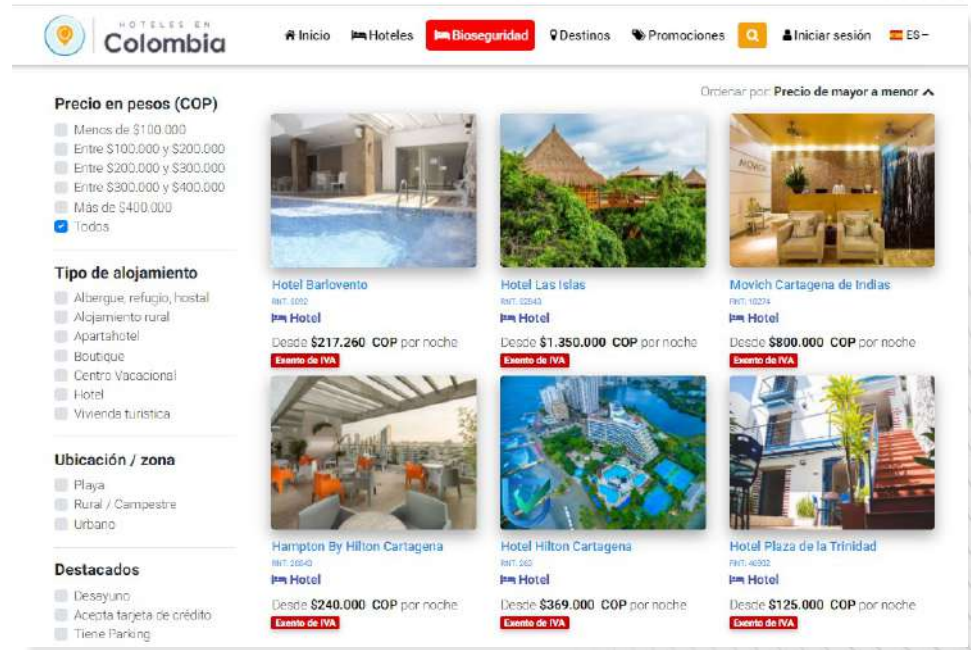 HOTELES EN
Colombia
Inicio
Hoteles
Bioseguridad
Destinos
Promociones
Iniciar sesión
ES
Ordenar por: Precio de mayor a menor
Precio en pesos (COP)
Menos de $100.000
Entre $100.000 y $200.000
Entre $200.000 y $300.000
Entre $300.000 y $400.000
Más de $400.000
Todos
Tipo de alojamiento
Albergue, refugio, hostal
Alojamiento rural
Apartahotel
Boutique
Centro Vacacional
Hotel
Vivienda turística
Ubicación / zona
Playa
Rural / Campestre
Urbano
Destacados
Desayuno
Acepta tarjeta de crédito
Tiene Parking
Hotel Barlovento
Hotel
Desde $217.260 COP por noche
Exento de IVA
Hotel Las Islas
Hotel
Desde $1.350.000 COP por noche
Exento de IVA
MOVICH
Movich Cartagena de Indias
RNT: 10274
Hotel
Desde $800.000 COP por noche
Exento de IVA
Hampton By Hilton Cartagena
Hotel
Desde $240.000 COP por noche
Exento de IVA
Hotel Hilton Cartagena
Hotel
Desde $369.000 COP por noche
Exento de IVA
Hotel Plaza de la Trinidad
Hotel
Desde $125.000 COP por noche
Exento de IVA